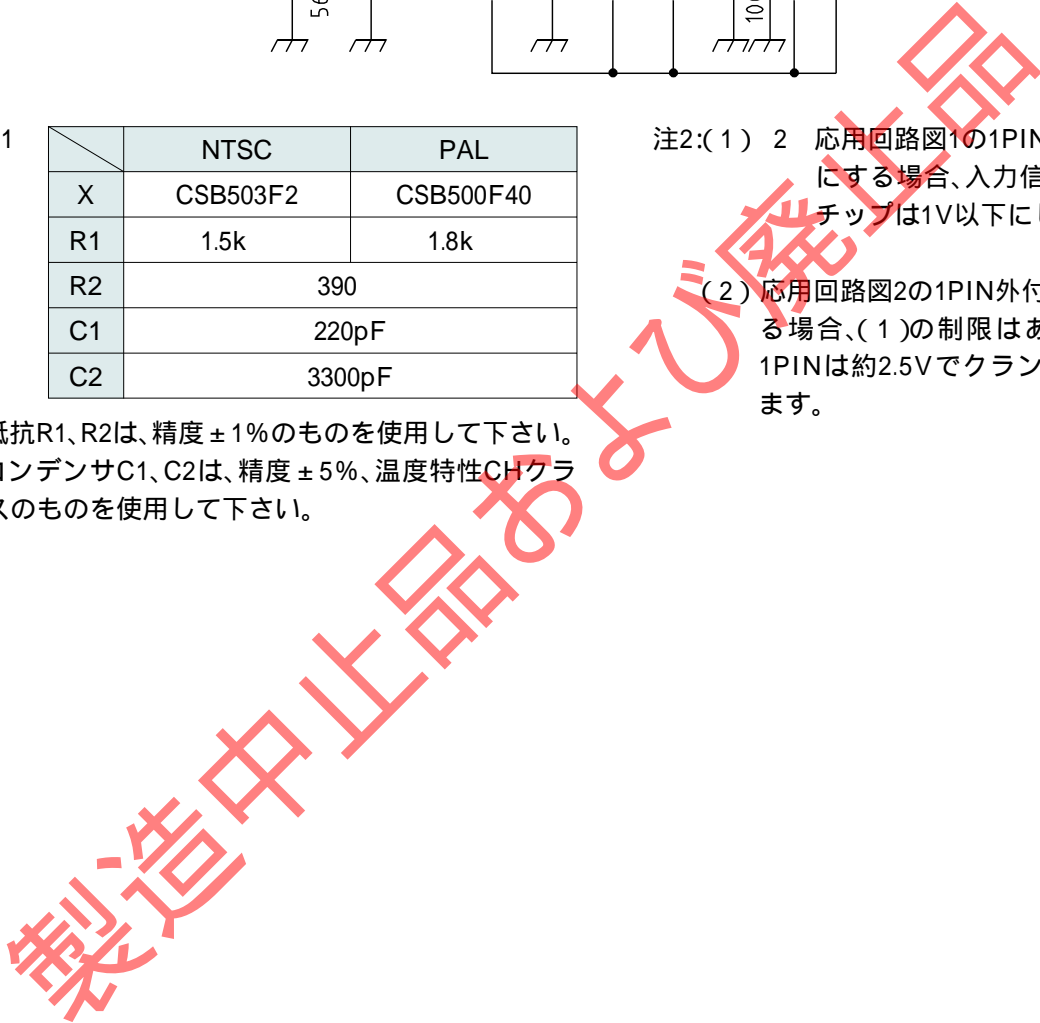 1
NTSC PAL
X CSB503F2 CSB500F40
R1 1.5k 1.8k
R2 390
C1 220pF
C2 3300pF
抵抗R1、R2は、精度±1%のものを使用して下さい。
コンデンサC1、C2は、精度±5%、温度特性CHクラ
スのものを使用して下さい。
注2:(1) 2 応用回路図1の1PIN
にする場合、入力信
チップは1V以下に
(2)応用回路図2の1PIN外付
る場合、(1)の制限はあ
1PINは約2.5Vでクラン
ます。
製造中止品および廃止品